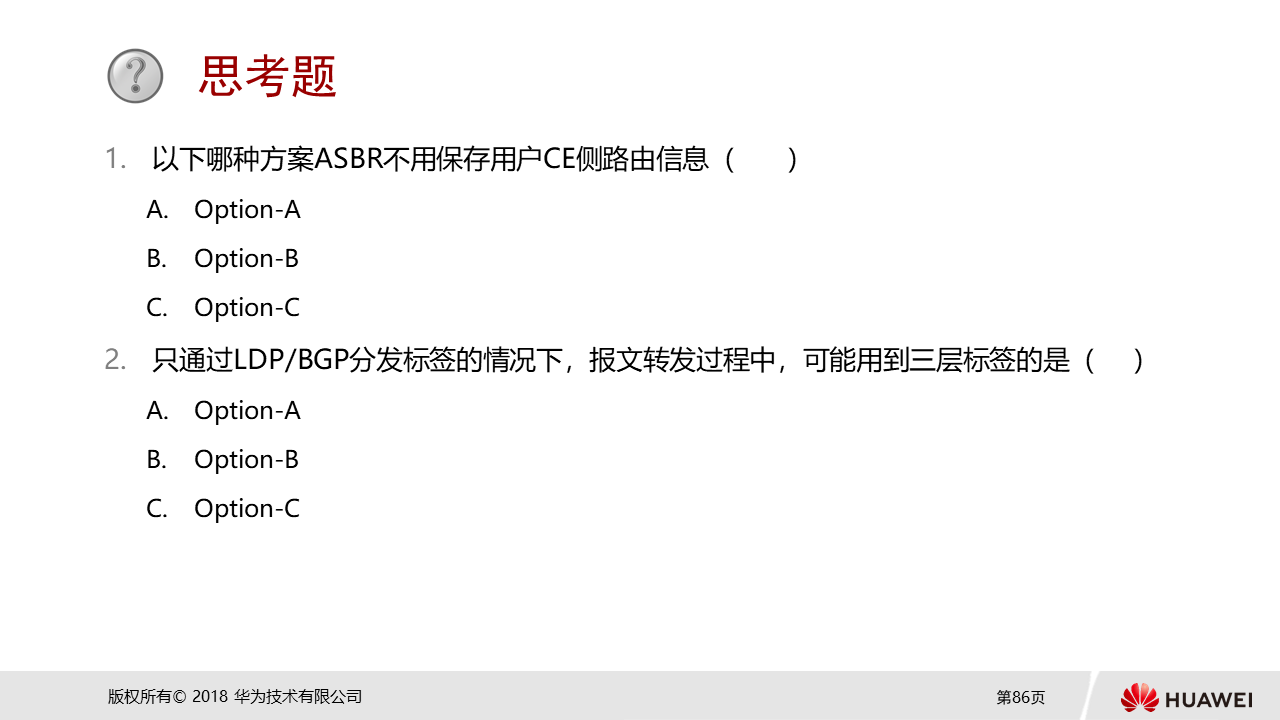 思考题
1. 以下哪种方案ASBR不用保存用户CE侧路由信息（ ）
A. Option-A
B. Option-B
C. Option-C
2. 只通过LDP/BGP分发标签的情况下，报文转发过程中，可能用到三层标签的是（ ）
A. Option-A
B. Option-B
C. Option-C
版权所有© 2018 华为技术有限公司
第86页
HUAWEI